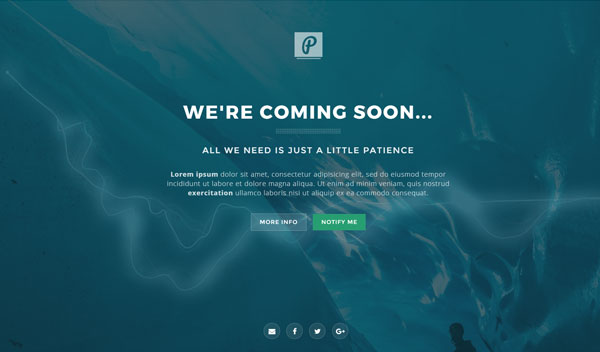 P
WE'RE COMING SOON...
ALL WE NEED IS JUST A LITTLE PATIENCE
Lorem ipsum dolor sit amet, consectetur adipisicing elit, sed do eiusmod tempor
incididunt ut labore et dolore magna aliqua. Ut enim ad minim veniam, quis nostrud
exercitation ullamco laboris nisi ut aliquip ex ea commodo consequat.
MORE INFO NOTIFY ME
f G+